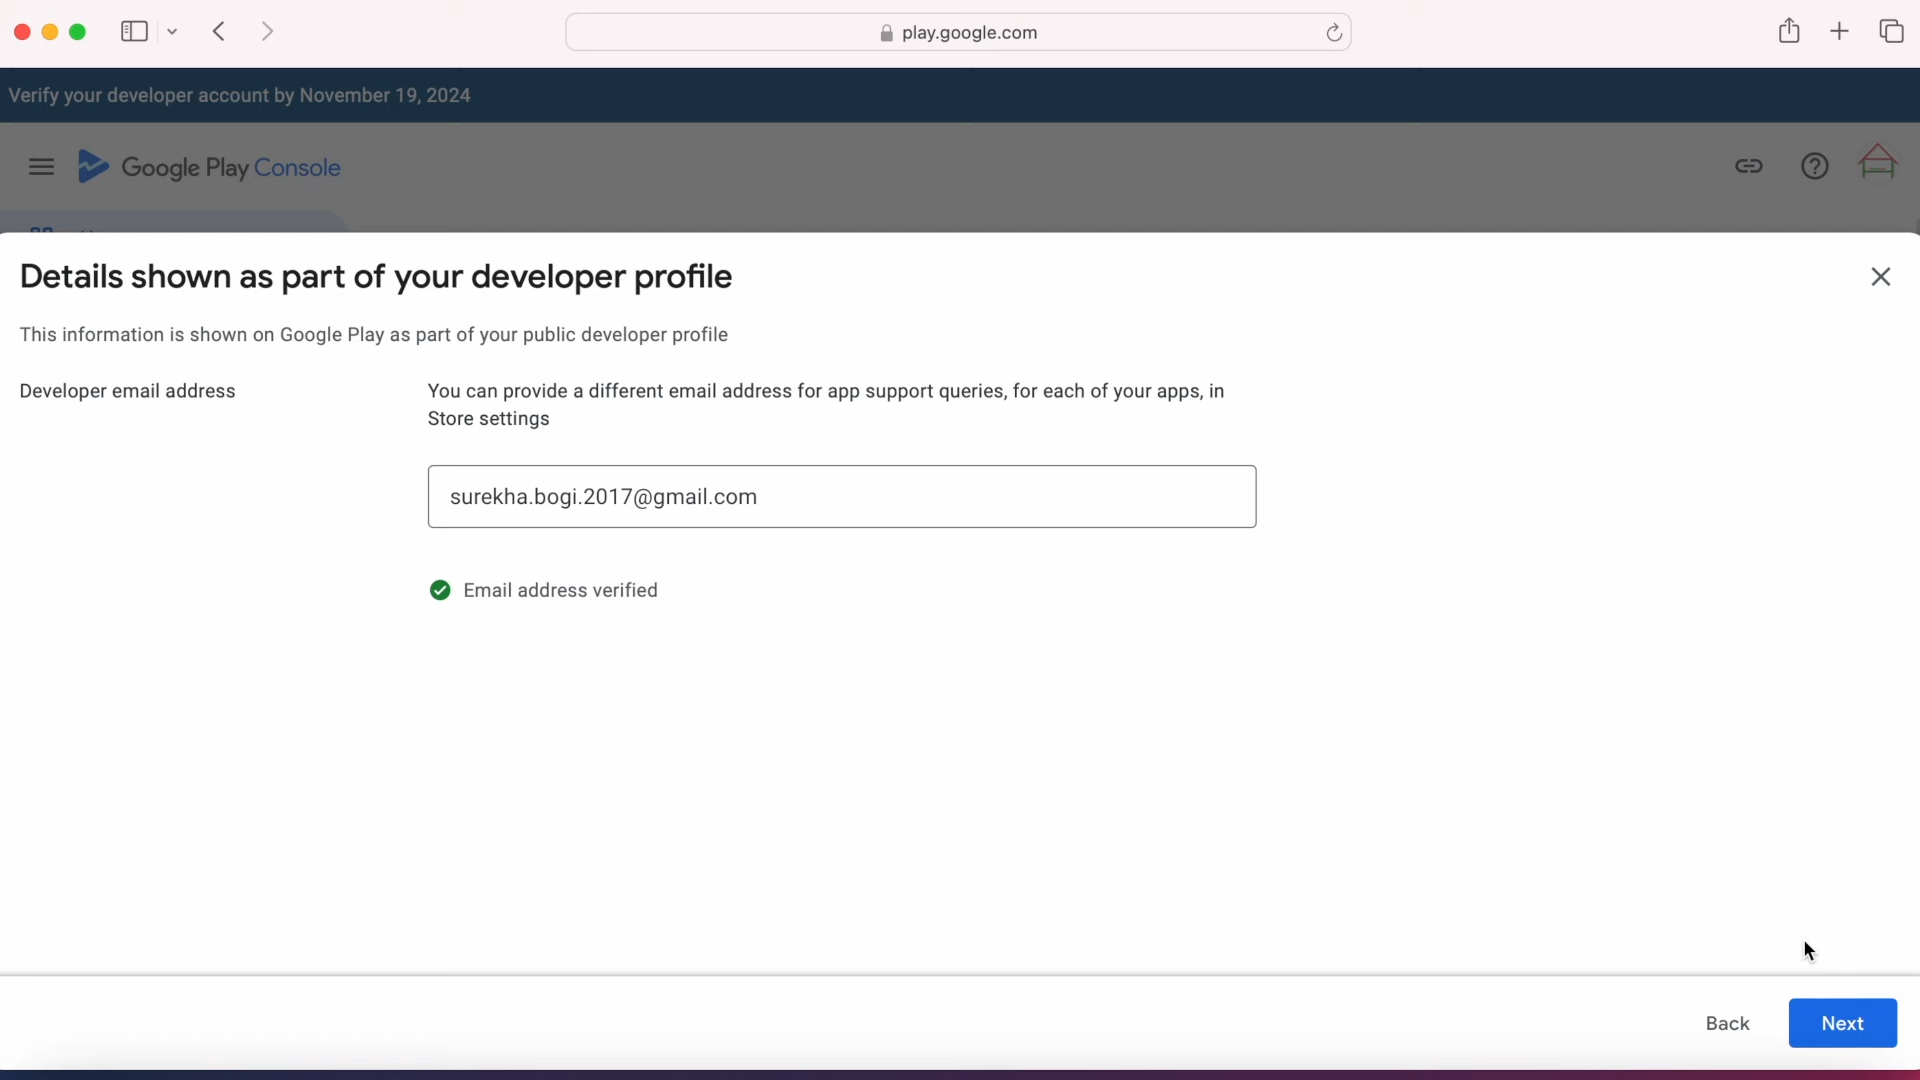 play.google.com
Verify your developer account by November 19, 2024
Google Play Console
Details shown as part of your developer profile
This information is shown on Google Play as part of your public developer profile
Developer email address
You can provide a different email address for app support queries, for each of your apps, in
Store settings
surekha.bogi.2017@gmail.com
Email address verified
Back
Next